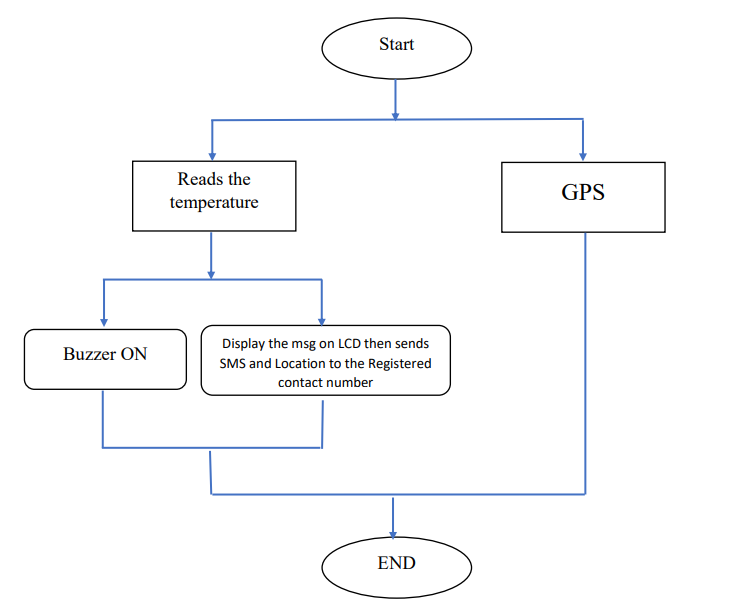 Start
Reads the
temperature
GPS
Buzzer ON
Display the msg on LCD then sends
SMS and Location to the Registered
contact number
END